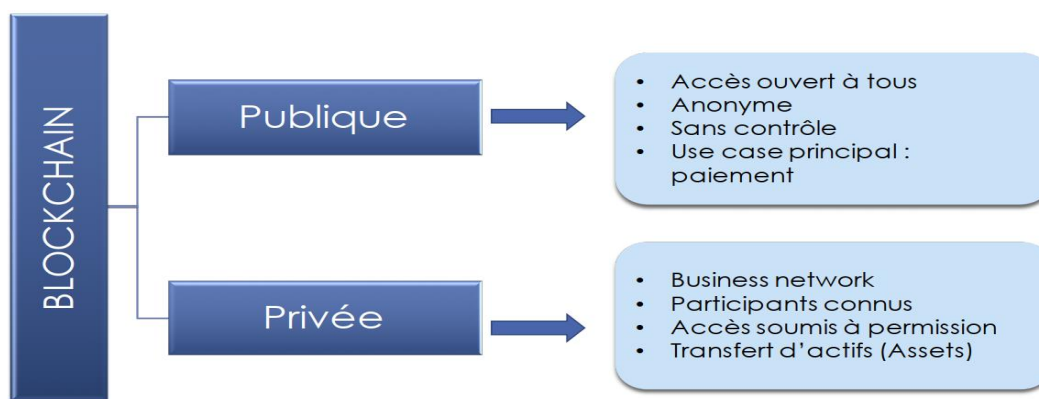 BLOCKCHAIN
Publique
• Accès ouvert à tous
• Anonyme
• Sans contrôle
• Use case principal :
paiement
Privée
• Business network
• Participants connus
• Accès soumis à permission
• Transfert d’actifs (Assets)